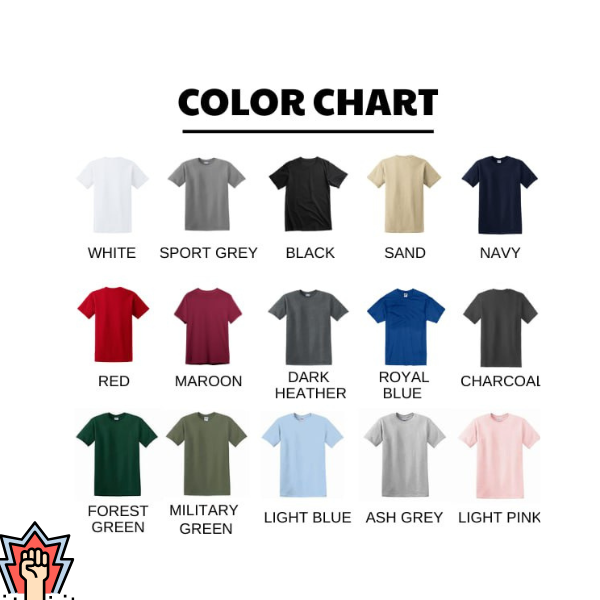 COLOR CHART
WHITE SPORT GREY BLACK SAND NAVY
RED MAROON DARK HEATHER ROYAL BLUE CHARCOAL
FOREST GREEN MILITARY GREEN LIGHT BLUE ASH GREY LIGHT PINK